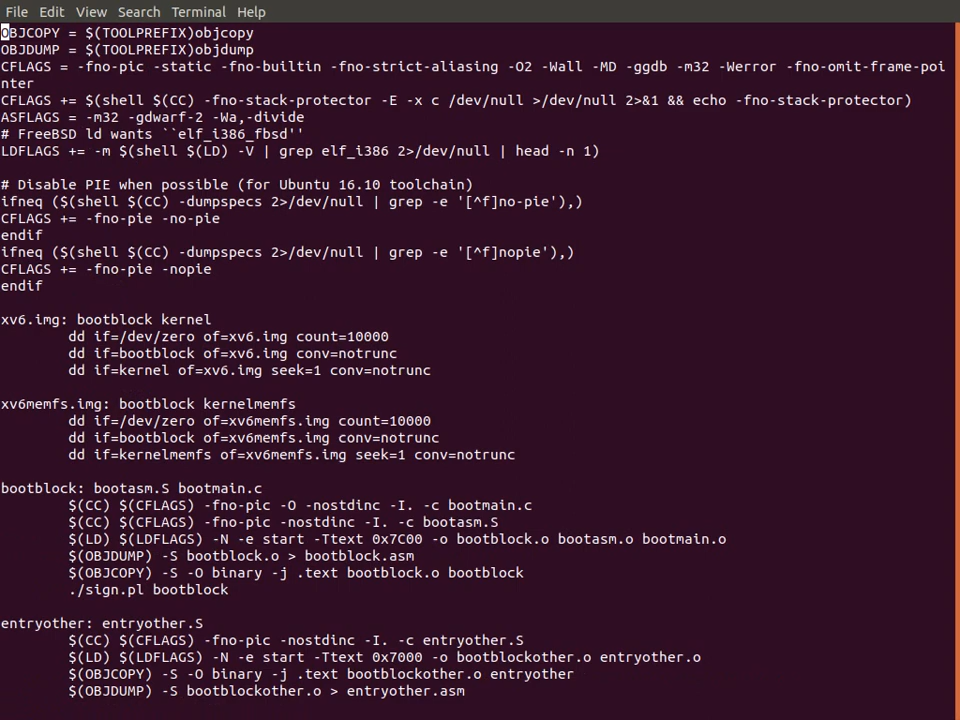 File Edit View Search Terminal Help
OBJCOPY = $(TOOLPREFIX)objcopy
OBJDUMP = $(TOOLPREFIX)objdump
CFLAGS = -fno-pic -static -fno-builtin -fno-strict-aliasing -O2 -Wall -MD -ggdb -m32 -Werror -fno-omit-frame-poi
nter
CFLAGS += $(shell $(CC) -fno-stack-protector -E -x c /dev/null >/dev/null 2>&1 && echo -fno-stack-protector)
ASFLAGS = -m32 -gdwarf-2 -Wa,-divide
# FreeBSD ld wants ``elf_i386_fbsd''
LDFLAGS += -m $(shell $(LD) -V | grep elf_i386 2>/dev/null | head -n 1)

# Disable PIE when possible (for Ubuntu 16.10 toolchain)
ifneq ($(shell $(CC) -dumpspecs 2>/dev/null | grep -e '[^f]no-pie'),)
CFLAGS += -fno-pie -no-pie
endif
ifneq ($(shell $(CC) -dumpspecs 2>/dev/null | grep -e '[^f]nopie'),)
CFLAGS += -fno-pie -nopie
endif

xv6.img: bootblock kernel
        dd if=/dev/zero of=xv6.img count=10000
        dd if=bootblock of=xv6.img conv=notrunc
        dd if=kernel of=xv6.img seek=1 conv=notrunc

xv6memfs.img: bootblock kernelmemfs
        dd if=/dev/zero of=xv6memfs.img count=10000
        dd if=bootblock of=xv6memfs.img conv=notrunc
        dd if=kernelmemfs of=xv6memfs.img seek=1 conv=notrunc

bootblock: bootasm.S bootmain.c
        $(CC) $(CFLAGS) -fno-pic -O -nostdinc -I. -c bootmain.c
        $(CC) $(CFLAGS) -fno-pic -nostdinc -I. -c bootasm.S
        $(LD) $(LDFLAGS) -N -e start -Ttext 0x7C00 -o bootblock.o bootasm.o bootmain.o
        $(OBJDUMP) -S bootblock.o > bootblock.asm
        $(OBJCOPY) -S -O binary -j .text bootblock.o bootblock
        ./sign.pl bootblock

entryother: entryother.S
        $(CC) $(CFLAGS) -fno-pic -nostdinc -I. -c entryother.S
        $(LD) $(LDFLAGS) -N -e start -Ttext 0x7000 -o bootblockother.o entryother.o
        $(OBJCOPY) -S -O binary -j .text bootblockother.o entryother
        $(OBJDUMP) -S bootblockother.o > entryother.asm